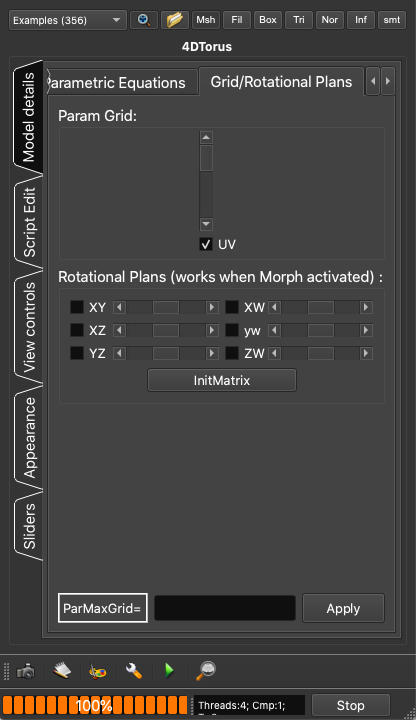 Examples (356) Msh Fil Box Tri Nor Inf smt
4DTorus
Parametric Equations Grid/Rotational Plans
Model details
Script Edit
View controls
Appearance
Sliders
Param Grid:
UV
Rotational Plans (works when Morph activated) :
XY XW
XZ yw
YZ ZW
InitMatrix
ParMaxGrid= Apply
100% Threads:4; Cmp:1; Stop